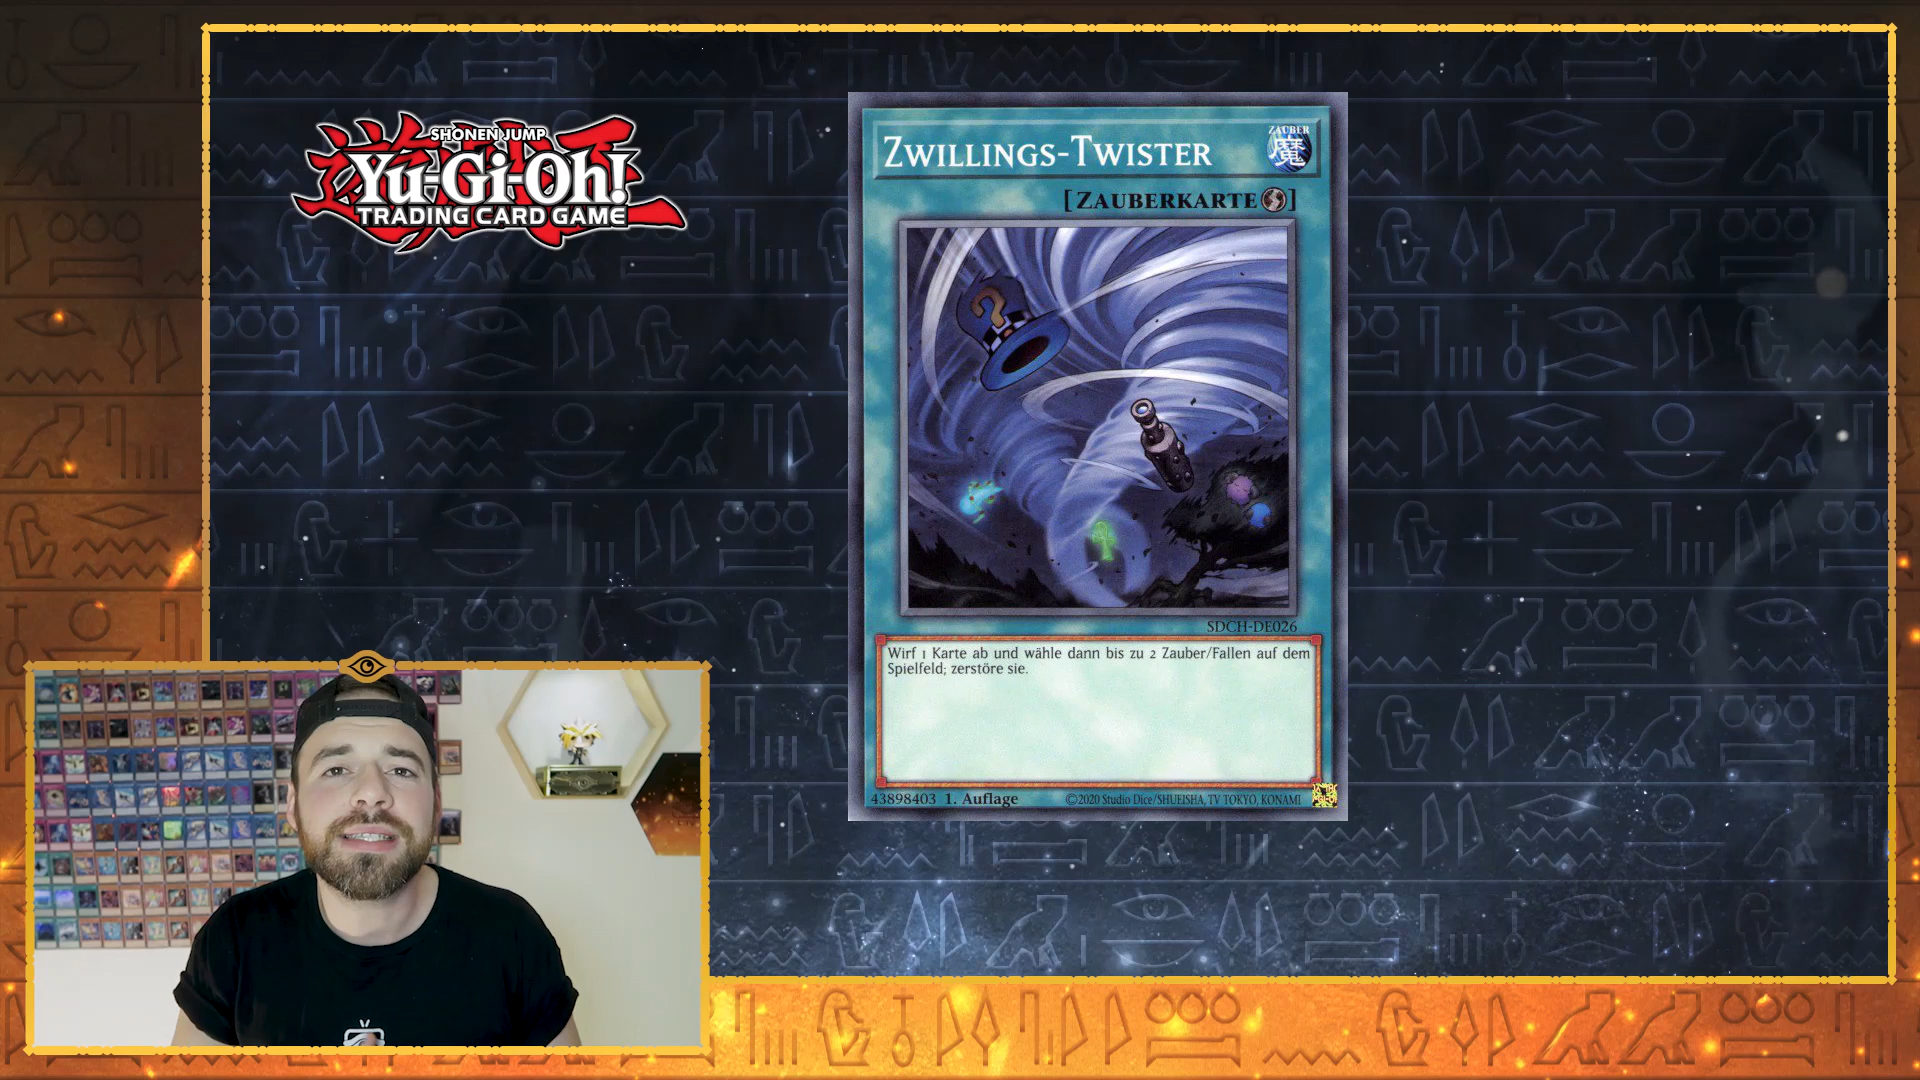 SHONEN JUMP
Yu-Gi-Oh!
TRADING CARD GAME
ZWILLINGS-TWISTER
ZAUBER
魔
[ZAUBERKARTE]
?
SDCH-DE026
Wirf 1 Karte ab und wähle dann bis zu 2 Zauber/Fallen auf dem
Spielfeld; zerstöre sie.
43898403 1. Auflage
©2020 Studio Dice/SHUEISHA, TV TOKYO, KONAMI